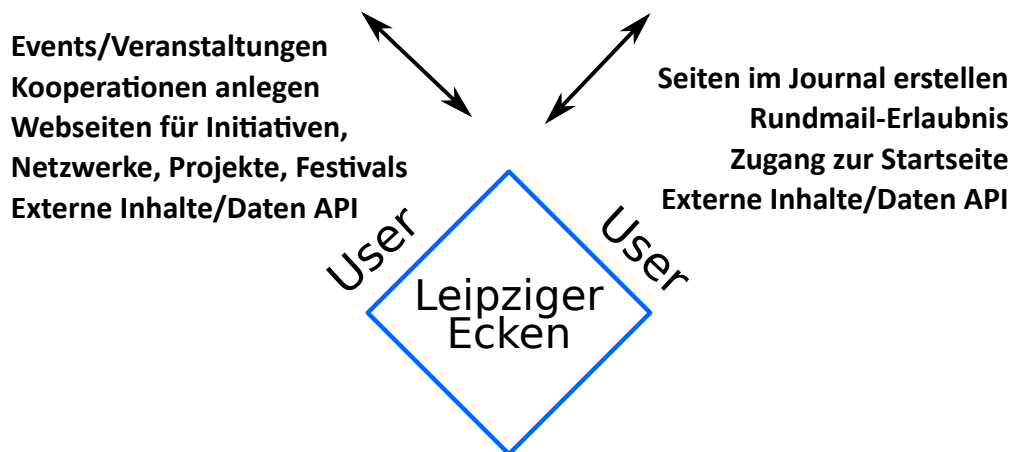 Events/Veranstaltungen
Kooperationen anlegen
Webseiten für Initiativen,
Netzwerke, Projekte, Festivals
Externe Inhalte/Daten API
Seiten im Journal erstellen
Rundmail-Erlaubnis
Zugang zur Startseite
Externe Inhalte/Daten API
User
User
Leipziger
Ecken